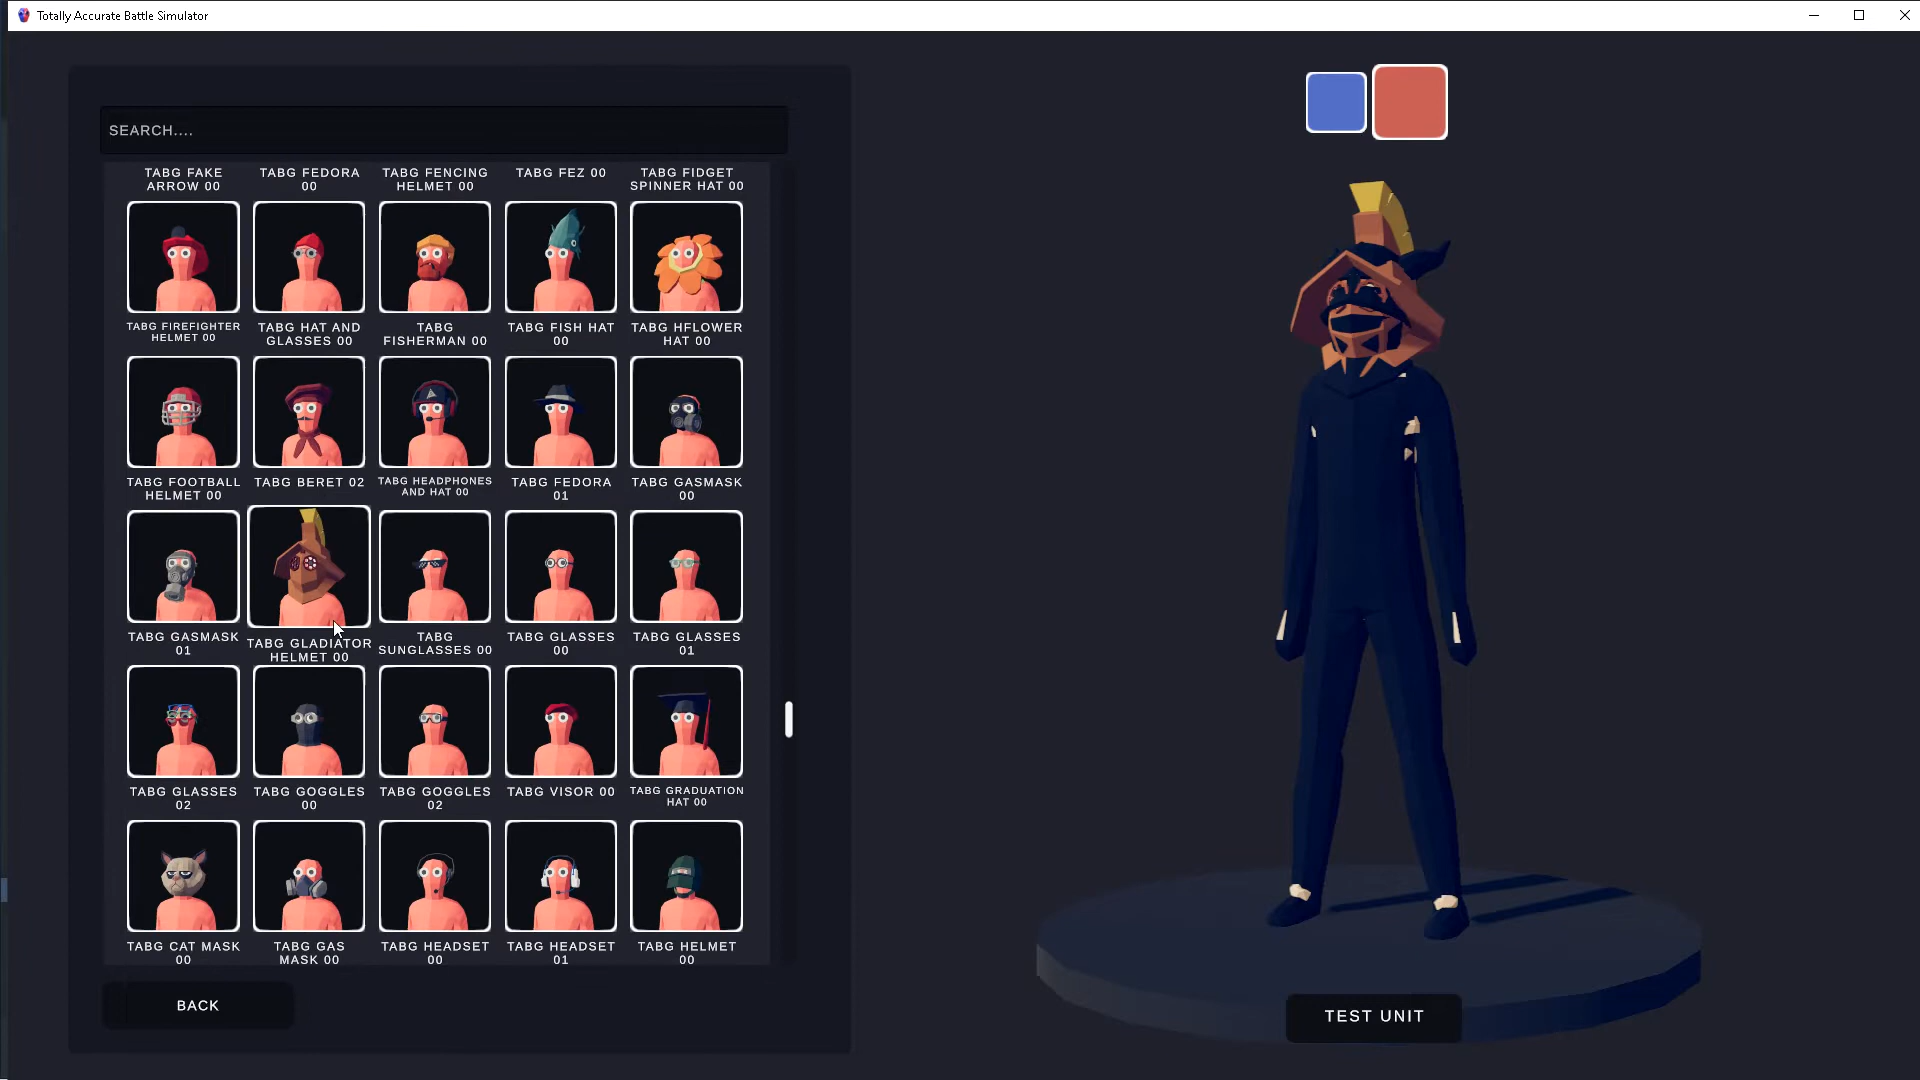 Totally Accurate Battle Simulator
SEARCH....
TABG FAKE
ARROW 00
TABG FEDORA
00
TABG FENCING
HELMET 00
TABG FEZ 00
TABG FIDGET
SPINNER HAT 00
TABG FIREFIGHTER
HELMET 00
TABG HAT AND
GLASSES 00
TABG
FISHERMAN 00
TABG FISH HAT
00
TABG HFLOWER
HAT 00
TABG FOOTBALL
HELMET 00
TABG BERET 02
TABG HEADPHONES
AND HAT 00
TABG FEDORA
01
TABG GASMASK
00
TABG GASMASK
01
TABG GLADIATOR
HELMET 00
TABG
SUNGLASSES 00
TABG GLASSES
00
TABG GLASSES
01
TABG GLASSES
02
TABG GOGGLES
00
TABG GOGGLES
02
TABG VISOR 00
TABG GRADUATION
HAT 00
TABG CAT MASK
00
TABG GAS
MASK 00
TABG HEADSET
00
TABG HEADSET
01
TABG HELMET
00
BACK
TEST UNIT